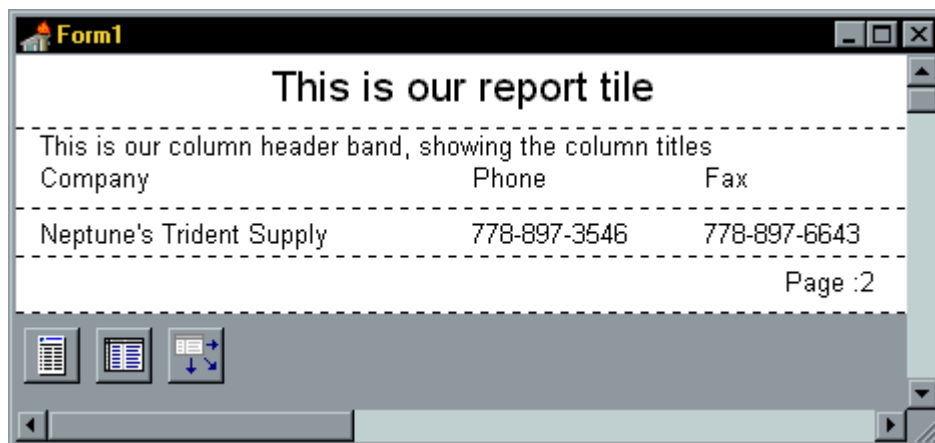 Form1
This is our report tile
This is our column header band, showing the column titles
Company Phone Fax
Neptune's Trident Supply 778-897-3546 778-897-6643
Page :2